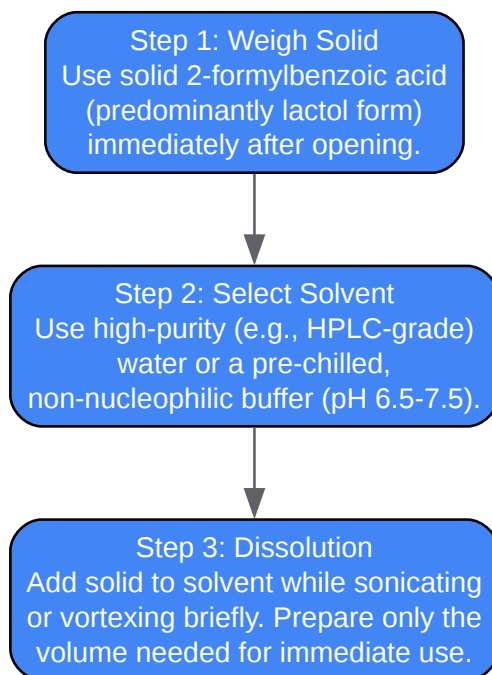 Step 1: Weigh Solid
Use solid 2-formylbenzoic acid
(predominantly lactol form)
immediately after opening.
Step 2: Select Solvent
Use high-purity (e.g., HPLC-grade)
water or a pre-chilled,
non-nucleophilic buffer (pH 6.5-7.5).
Step 3: Dissolution
Add solid to solvent while sonicating
or vortexing briefly. Prepare only the
volume needed for immediate use.